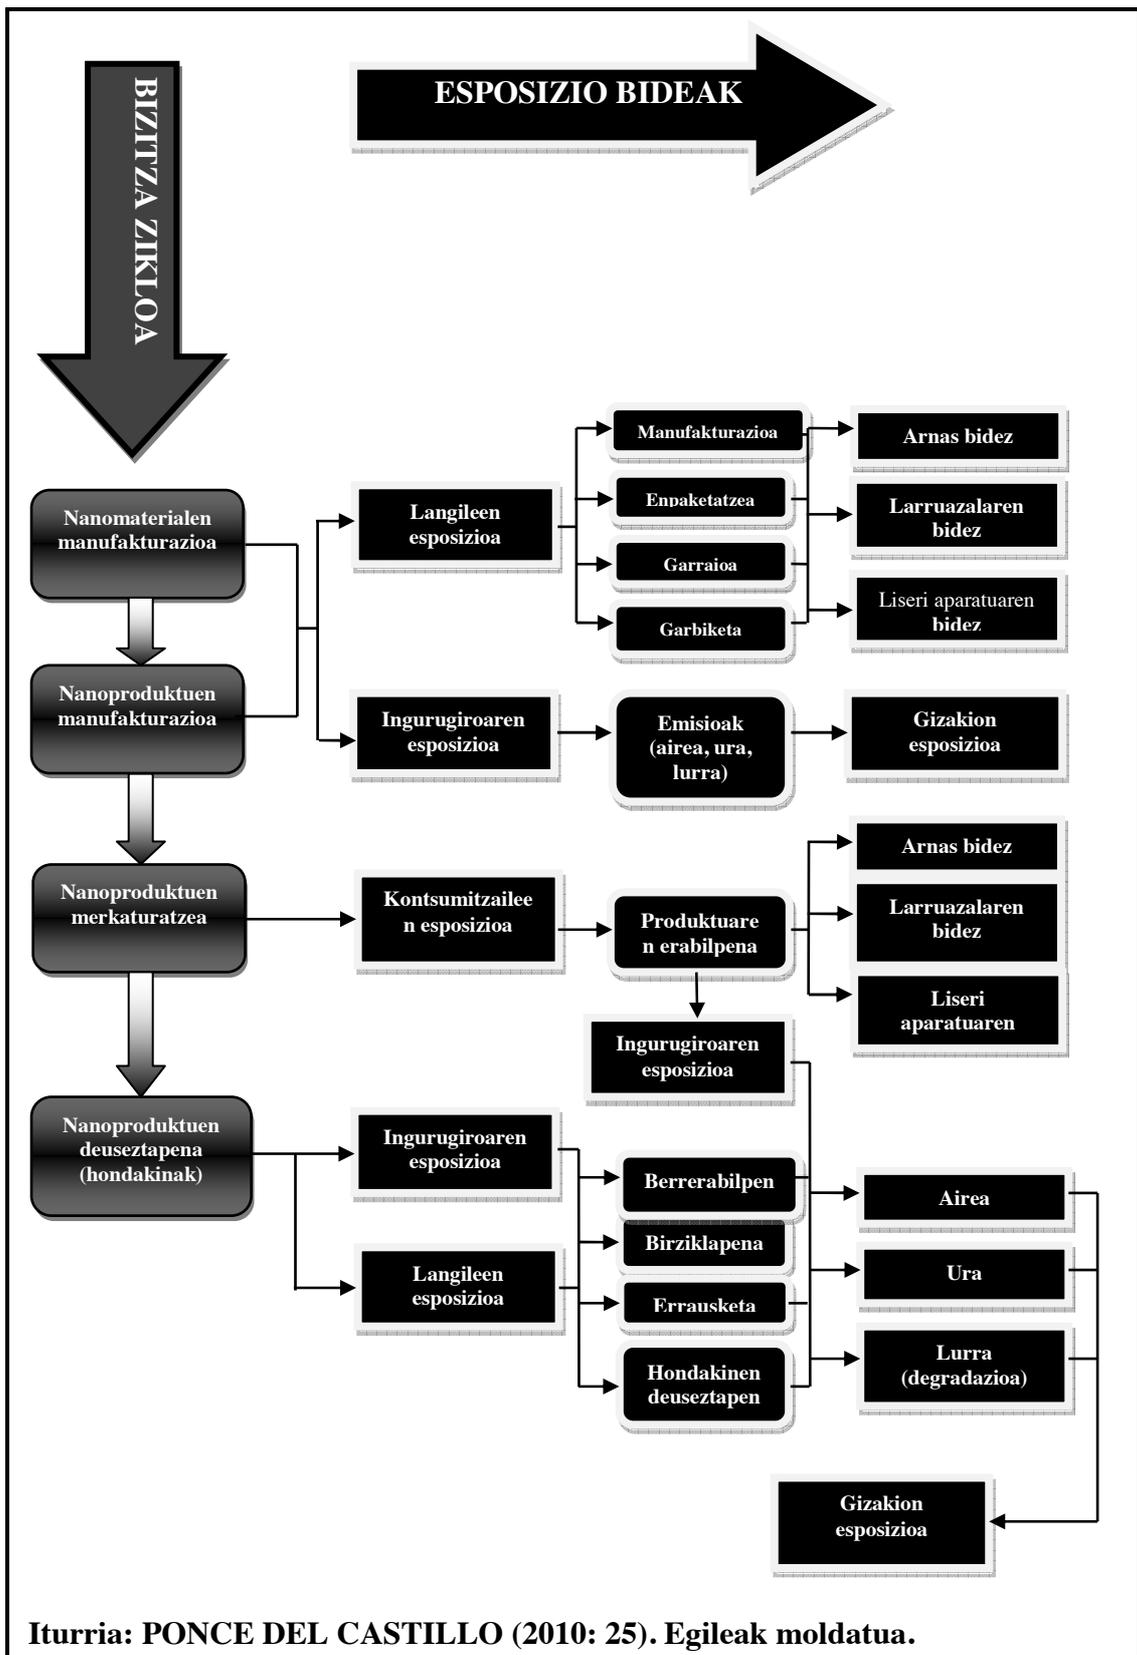 BIZITZA ZIKLOA
ESPOSIZIO BIDEAK
Nanomaterialen
manufakturazioa
Langileen
esposizioa
Manufakturazioa
Enpaketatzea
Garraioa
Garbiketa
Arnas bidez
Larruazalaren
bidez
Liseri aparatuaren
bidez
Nanoproduktuen
manufakturazioa
Ingurugiroaren
esposizioa
Emisioak
(airea, ura,
lurra)
Gizakion
esposizioa
Nanoproduktuen
merkaturatzea
Kontsumitzailee
n esposizioa
Produktuare
n erabilpena
Arnas bidez
Larruazalaren
bidez
Liseri
aparatuaren
Ingurugiroaren
esposizioa
Nanoproduktuen
deuseztapena
(hondakinak)
Ingurugiroaren
esposizioa
Langileen
esposizioa
Berrerabilpen
Birziklapena
Errausketa
Hondakinen
deuseztapen
Airea
Ura
Lurra
(degradazioa)
Gizakion
esposizioa
Iturria: PONCE DEL CASTILLO (2010: 25). Egileak moldatua.